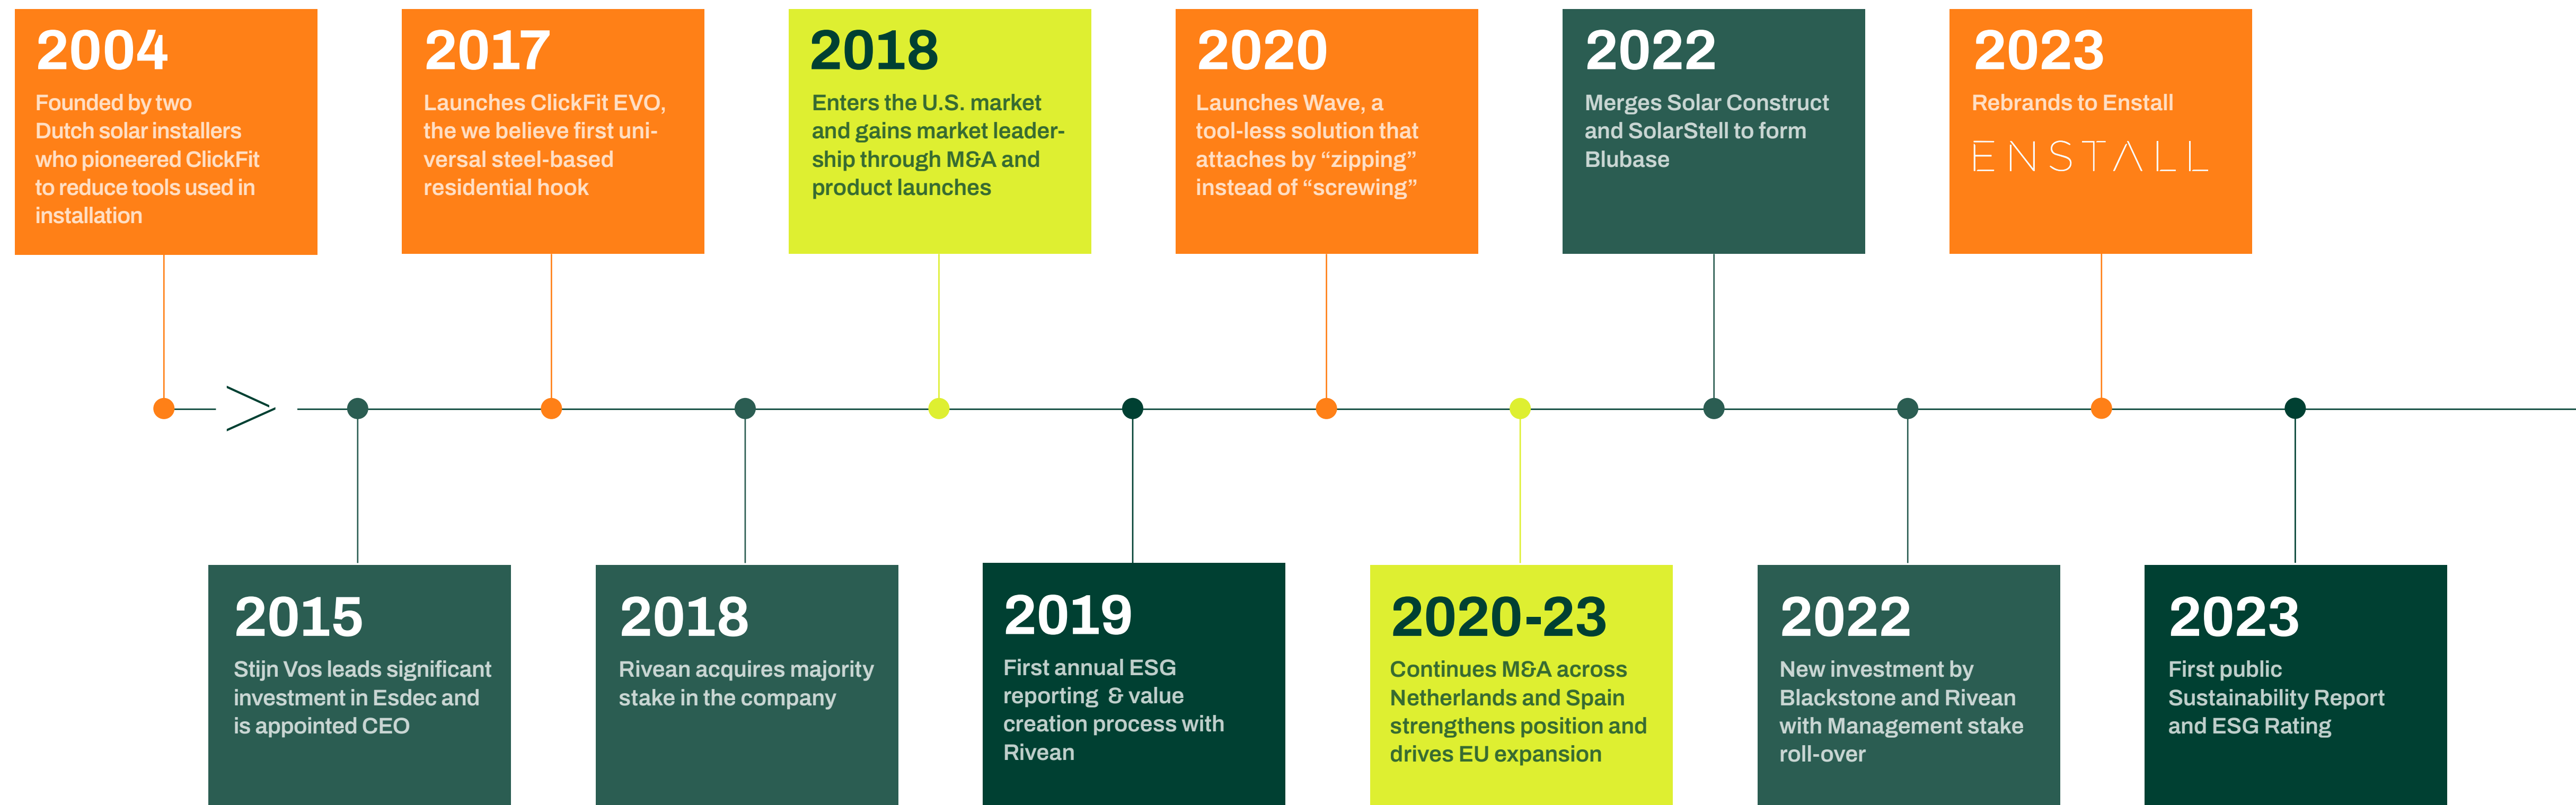 2004
Founded by two
Dutch solar installers
who pioneered ClickFit
to reduce tools used in
installation
2017
Launches ClickFit EVO,
the we believe first uni-
versal steel-based
residential hook
2018
Enters the U.S. market
and gains market leader-
ship through M&A and
product launches
2020
Launches Wave, a
tool-less solution that
attaches by “zipping”
instead of “screwing”
2022
Merges Solar Construct
and SolarStell to form
Blubase
2023
Rebrands to Enstall
ENSTALL
2015
Stijn Vos leads significant
investment in Esdec and
is appointed CEO
2018
Rivean acquires majority
stake in the company
2019
First annual ESG
reporting & value
creation process with
Rivean
2020-23
Continues M&A across
Netherlands and Spain
strengthens position and
drives EU expansion
2022
New investment by
Blackstone and Rivean
with Management stake
roll-over
2023
First public
Sustainability Report
and ESG Rating